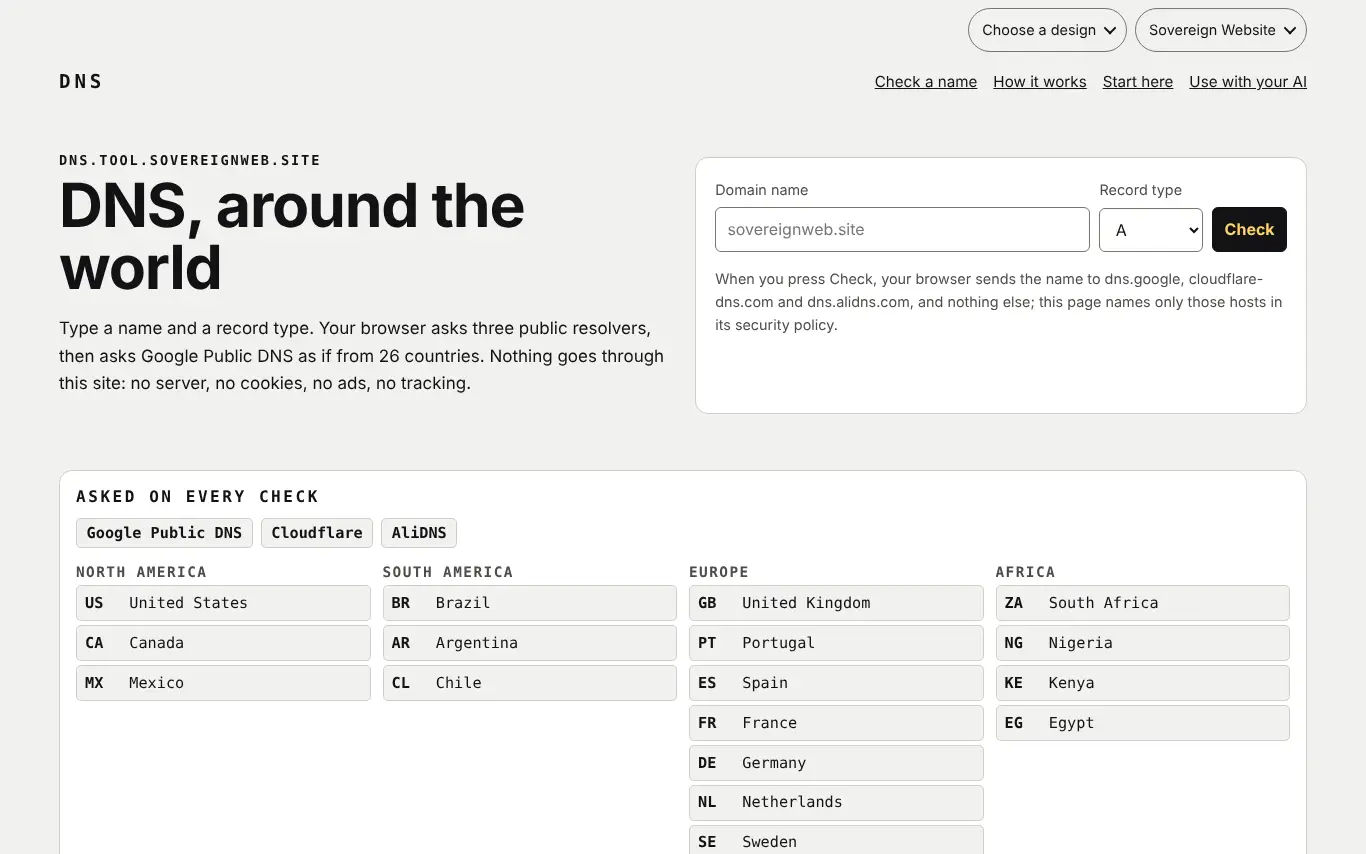 Choose a design
Sovereign Website
DNS
Check a name
How it works
Start here
Use with your AI
DNS.TOOL.SOVEREIGNWEB.SITE
DNS, around the
world
Type a name and a record type. Your browser asks three public resolvers,
then asks Google Public DNS as if from 26 countries. Nothing goes through
this site: no server, no cookies, no ads, no tracking.
Domain name
Record type
sovereignweb.site
A
Check
When you press Check, your browser sends the name to dns.google, cloudflare-
dns.com and dns.alidns.com, and nothing else; this page names only those hosts in
its security policy.
ASKED ON EVERY CHECK
Google Public DNS
Cloudflare
AliDNS
NORTH AMERICA
US United States
CA Canada
MX Mexico
SOUTH AMERICA
BR Brazil
AR Argentina
CL Chile
EUROPE
GB United Kingdom
PT Portugal
ES Spain
FR France
DE Germany
NL Netherlands
SE Sweden
AFRICA
ZA South Africa
NG Nigeria
KE Kenya
EG Egypt